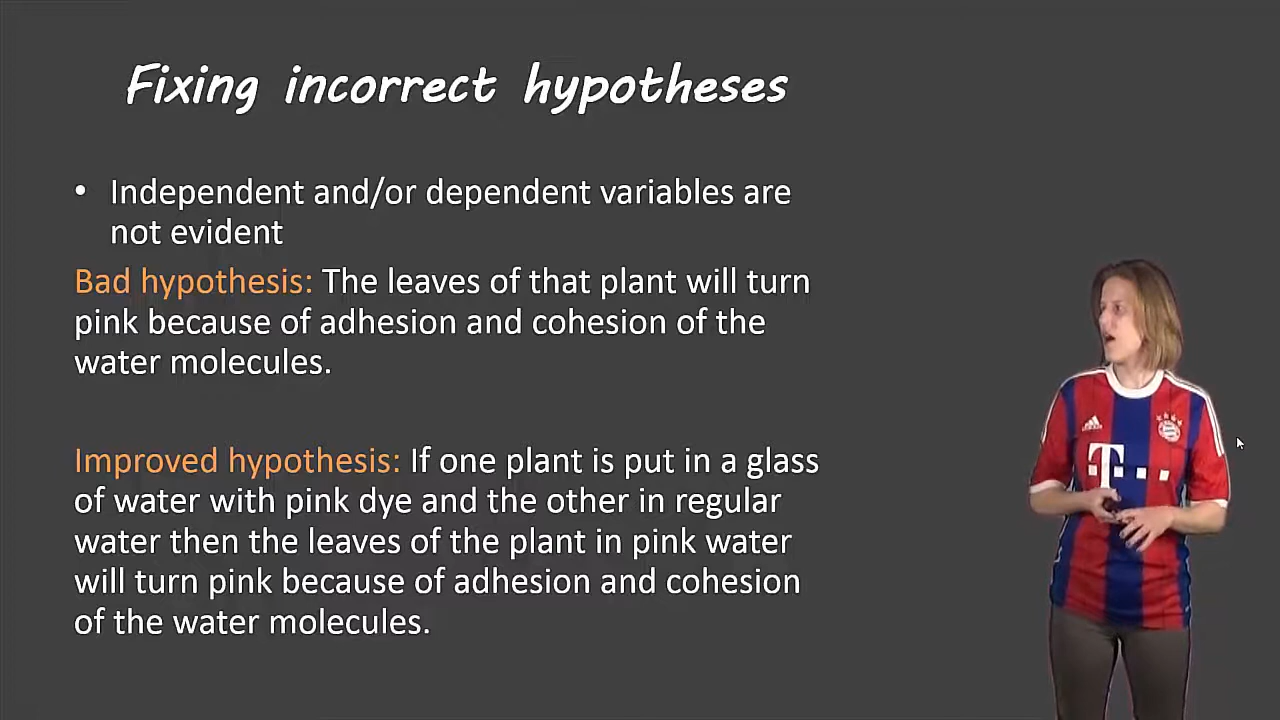 Fixing incorrect hypotheses
• Independent and/or dependent variables are
not evident
Bad hypothesis: The leaves of that plant will turn
pink because of adhesion and cohesion of the
water molecules.
Improved hypothesis: If one plant is put in a glass
of water with pink dye and the other in regular
water then the leaves of the plant in pink water
will turn pink because of adhesion and cohesion
of the water molecules.
adidas
T